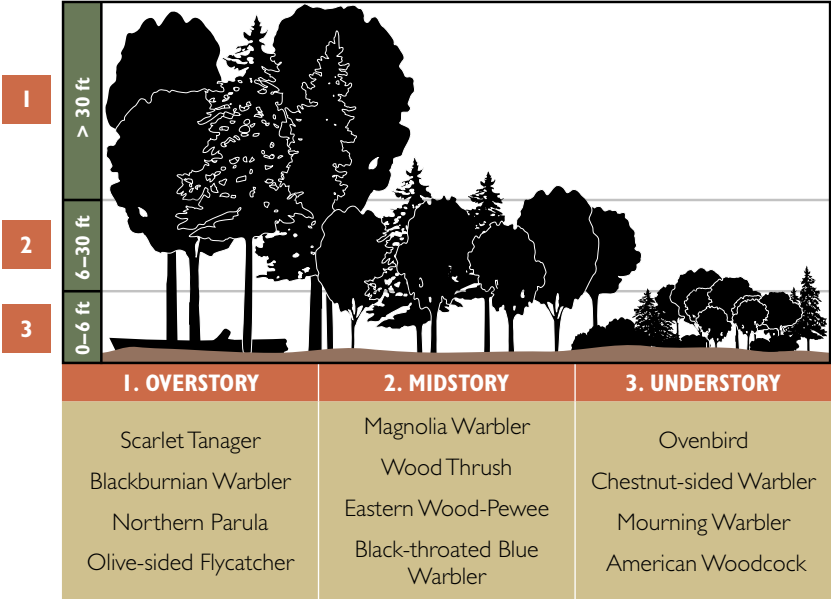 1
> 30 ft
2
6–30 ft
3
0–6 ft
1. OVERSTORY
Scarlet Tanager
Blackburnian Warbler
Northern Parula
Olive-sided Flycatcher
2. MIDSTORY
Magnolia Warbler
Wood Thrush
Eastern Wood-Pewee
Black-throated Blue
Warbler
3. UNDERSTORY
Ovenbird
Chestnut-sided Warbler
Mourning Warbler
American Woodcock